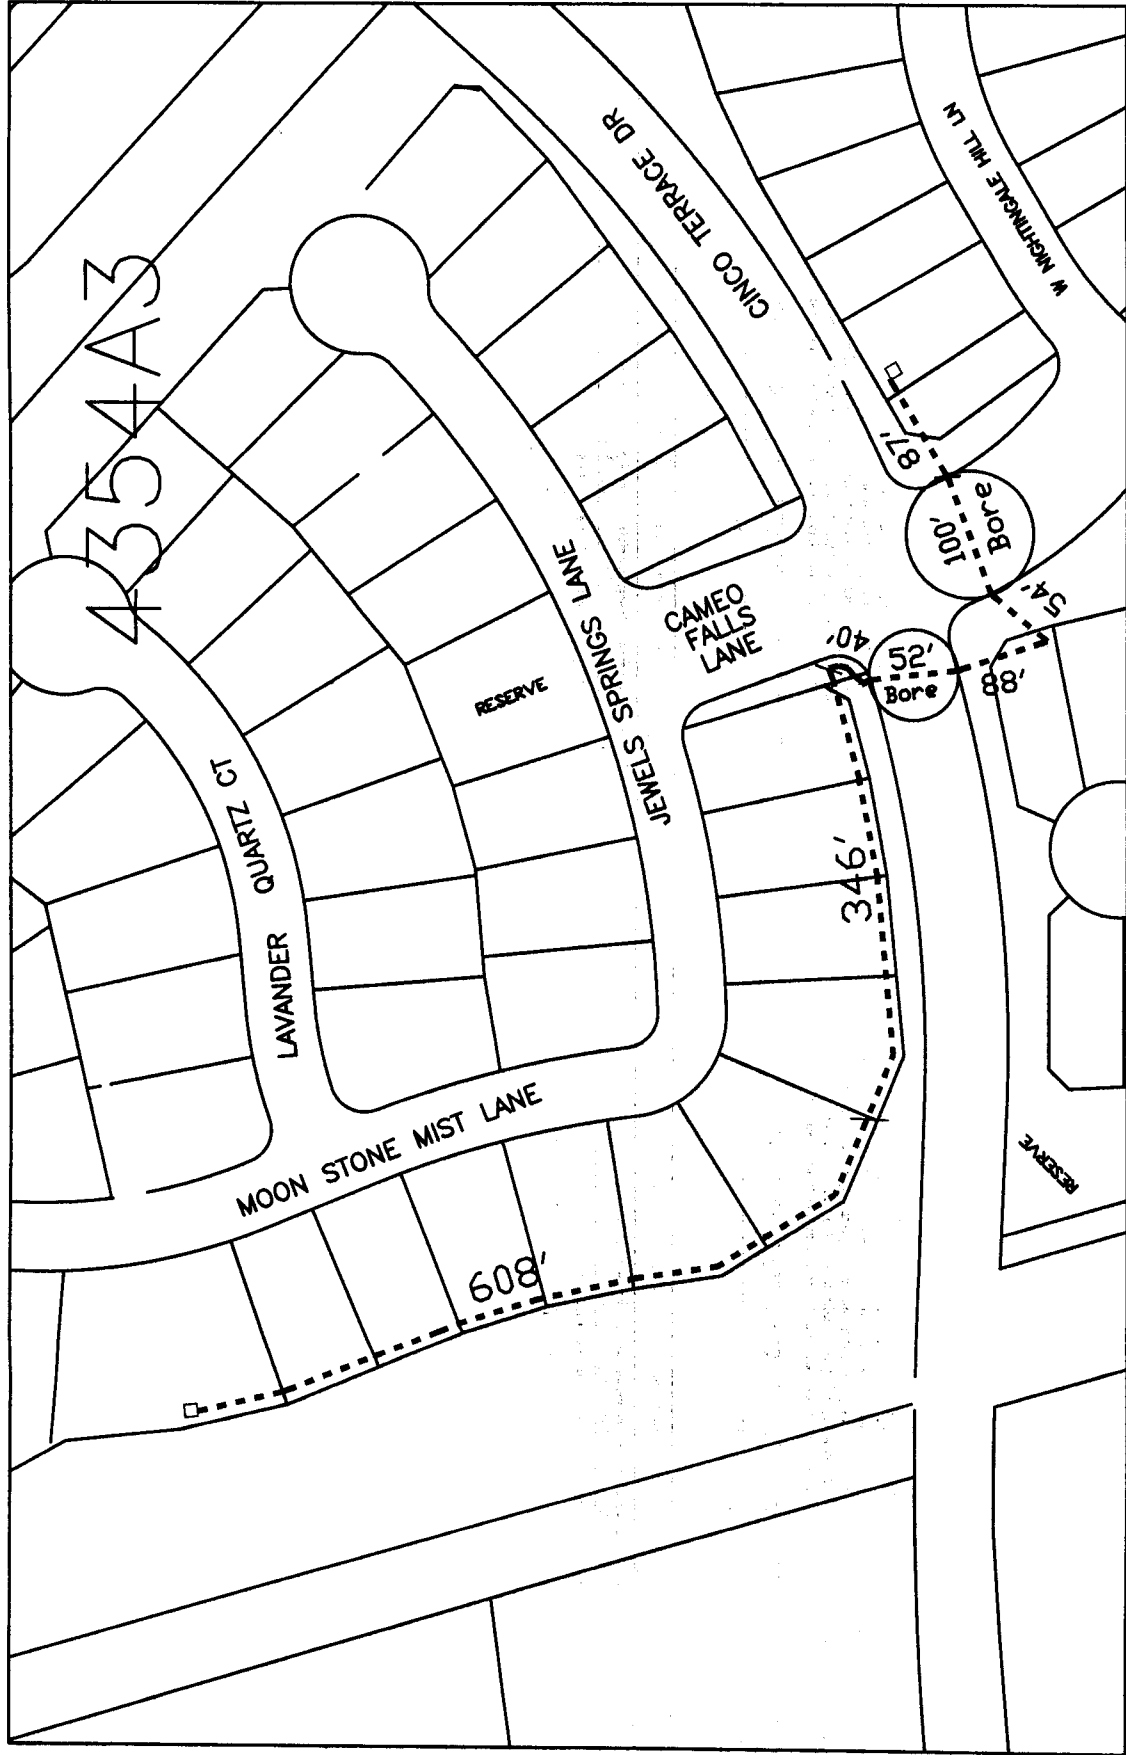 4354A3
CINCO TERRACE DR
W NIGHTINGALE HILL LN
87'
100'
Bore
54'
CAMEO
FALLS
LANE
40'
52'
Bore
88'
JEWELS SPRINGS LANE
RESERVE
LAVANDER QUARTZ CT
346'
MOON STONE MIST LANE
RESERVE
608'